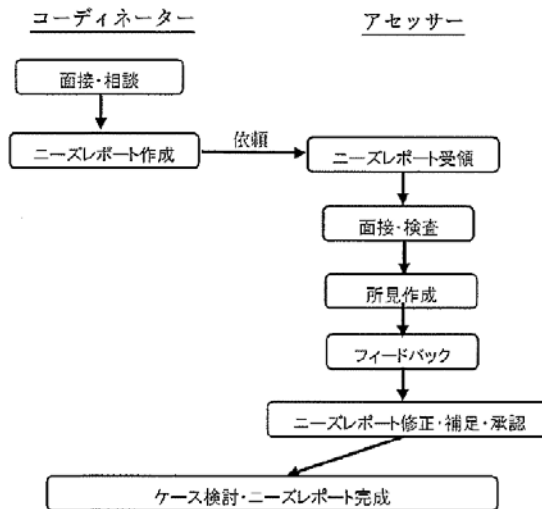 コーディネーター
アセッサー
面接・相談
ニーズレポート作成
依頼
ニーズレポート受領
面接・検査
所見作成
フィードバック
ニーズレポート修正・補足・承認
ケース検討・ニーズレポート完成